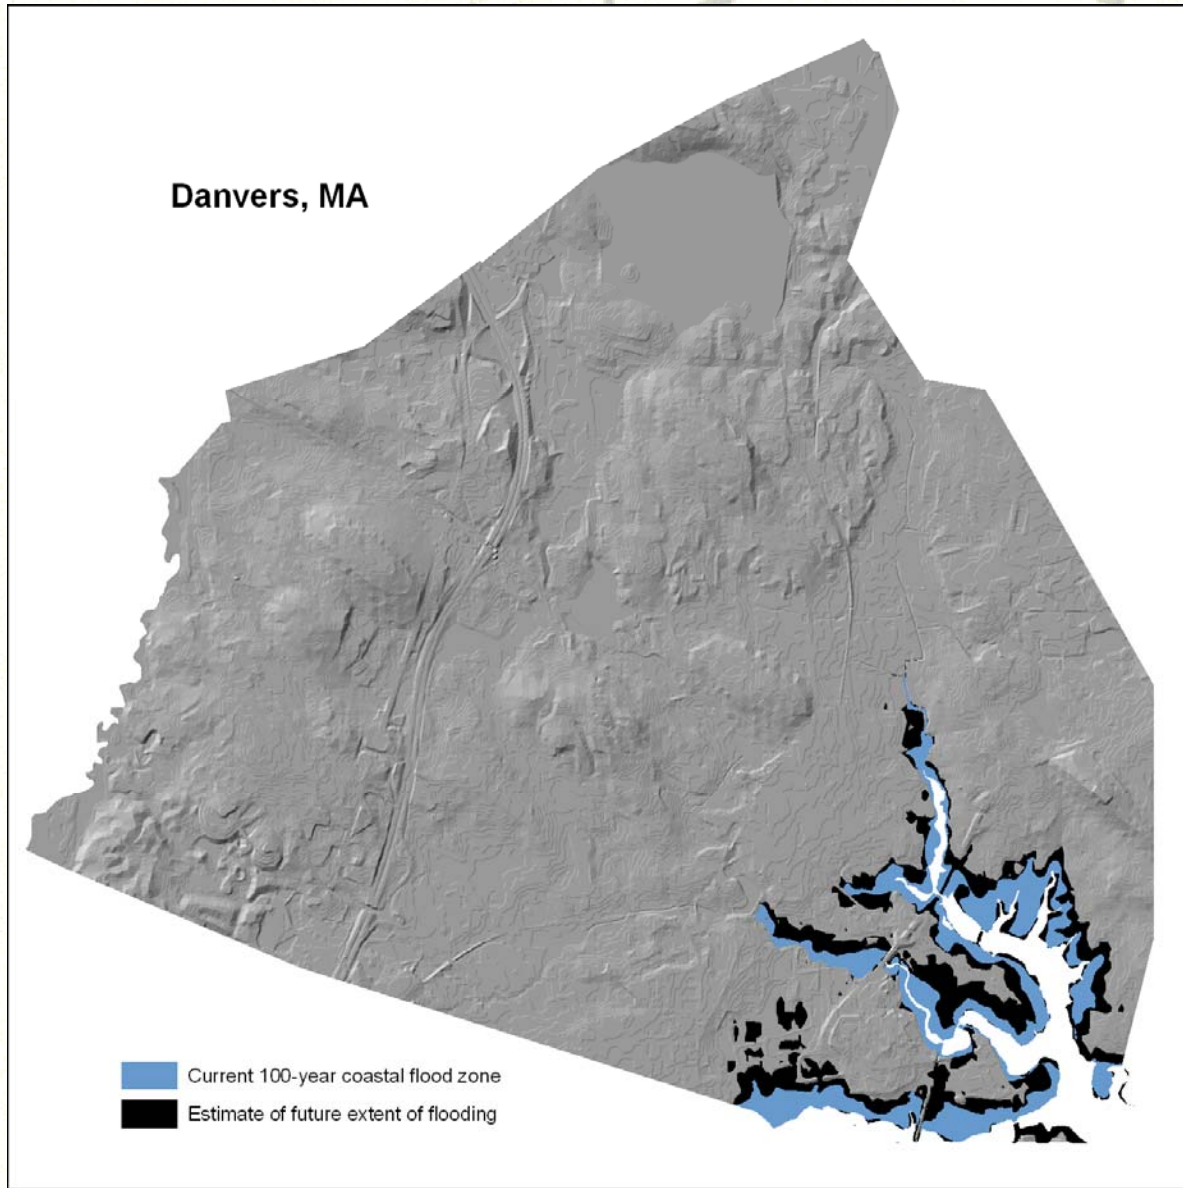 Danvers, MA
Current 100-year coastal flood zone
Estimate of future extent of flooding